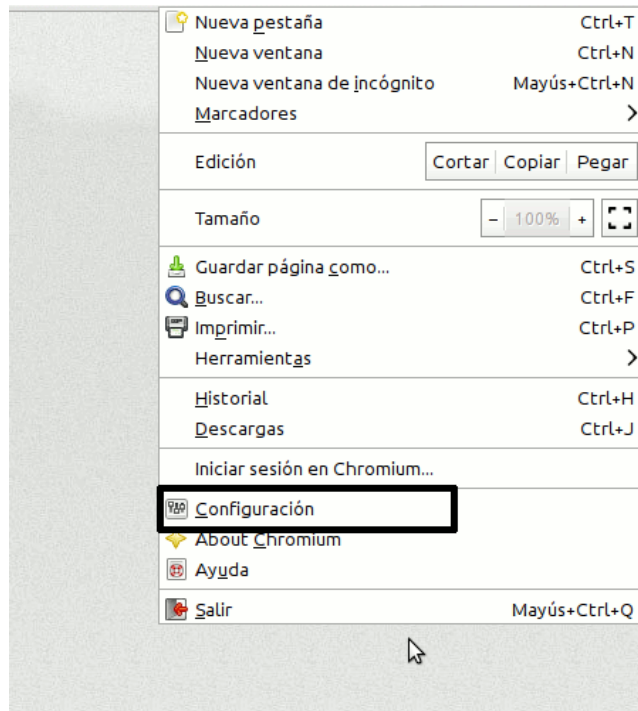 Nueva pestaña Ctrl+T
Nueva ventana Ctrl+N
Nueva ventana de incógnito Mayús+Ctrl+N
Marcadores
Edición Cortar Copiar Pegar
Tamaño - 100% +
Guardar página como... Ctrl+S
Buscar... Ctrl+F
Imprimir... Ctrl+P
Herramientas
Historial Ctrl+H
Descargas Ctrl+J
Iniciar sesión en Chromium...
Configuración
About Chromium
Ayuda
Salir Mayús+Ctrl+Q